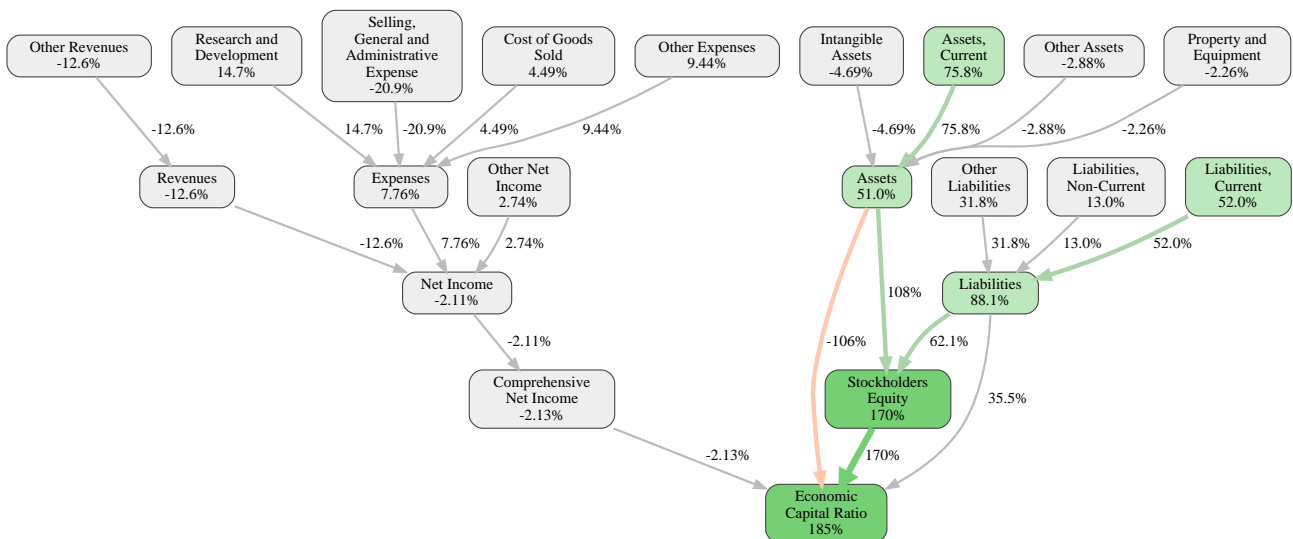 Other Revenues
-12.6%
Research and
Development
14.7%
Selling,
General and
Administrative
Expense
-20.9%
Cost of Goods
Sold
4.49%
Other Expenses
9.44%
Intangible
Assets
-4.69%
Assets,
Current
75.8%
Other Assets
-2.88%
Property and
Equipment
-2.26%
-12.6%
14.7%
-20.9%
4.49%
9.44%
-4.69%
75.8%
-2.88%
-2.26%
Revenues
-12.6%
Expenses
7.76%
Other Net
Income
2.74%
Assets
51.0%
Other
Liabilities
31.8%
Liabilities,
Non-Current
13.0%
Liabilities,
Current
52.0%
-12.6%
7.76%
2.74%
31.8%
13.0%
52.0%
Net Income
-2.11%
108%
Liabilities
88.1%
-2.11%
-106%
62.1%
Comprehensive
Net Income
-2.13%
Stockholders
Equity
170%
35.5%
-2.13%
170%
Economic
Capital Ratio
185%